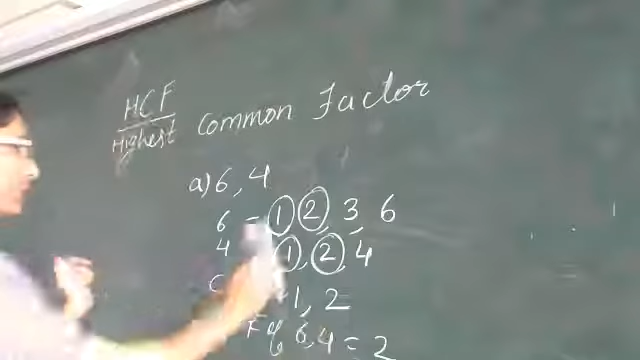 HCF
Highest Common Factor
a) 6, 4
6 = 1 2, 3, 6
4 1, 2, 4
C 1, 2
F of 6, 4 = 2